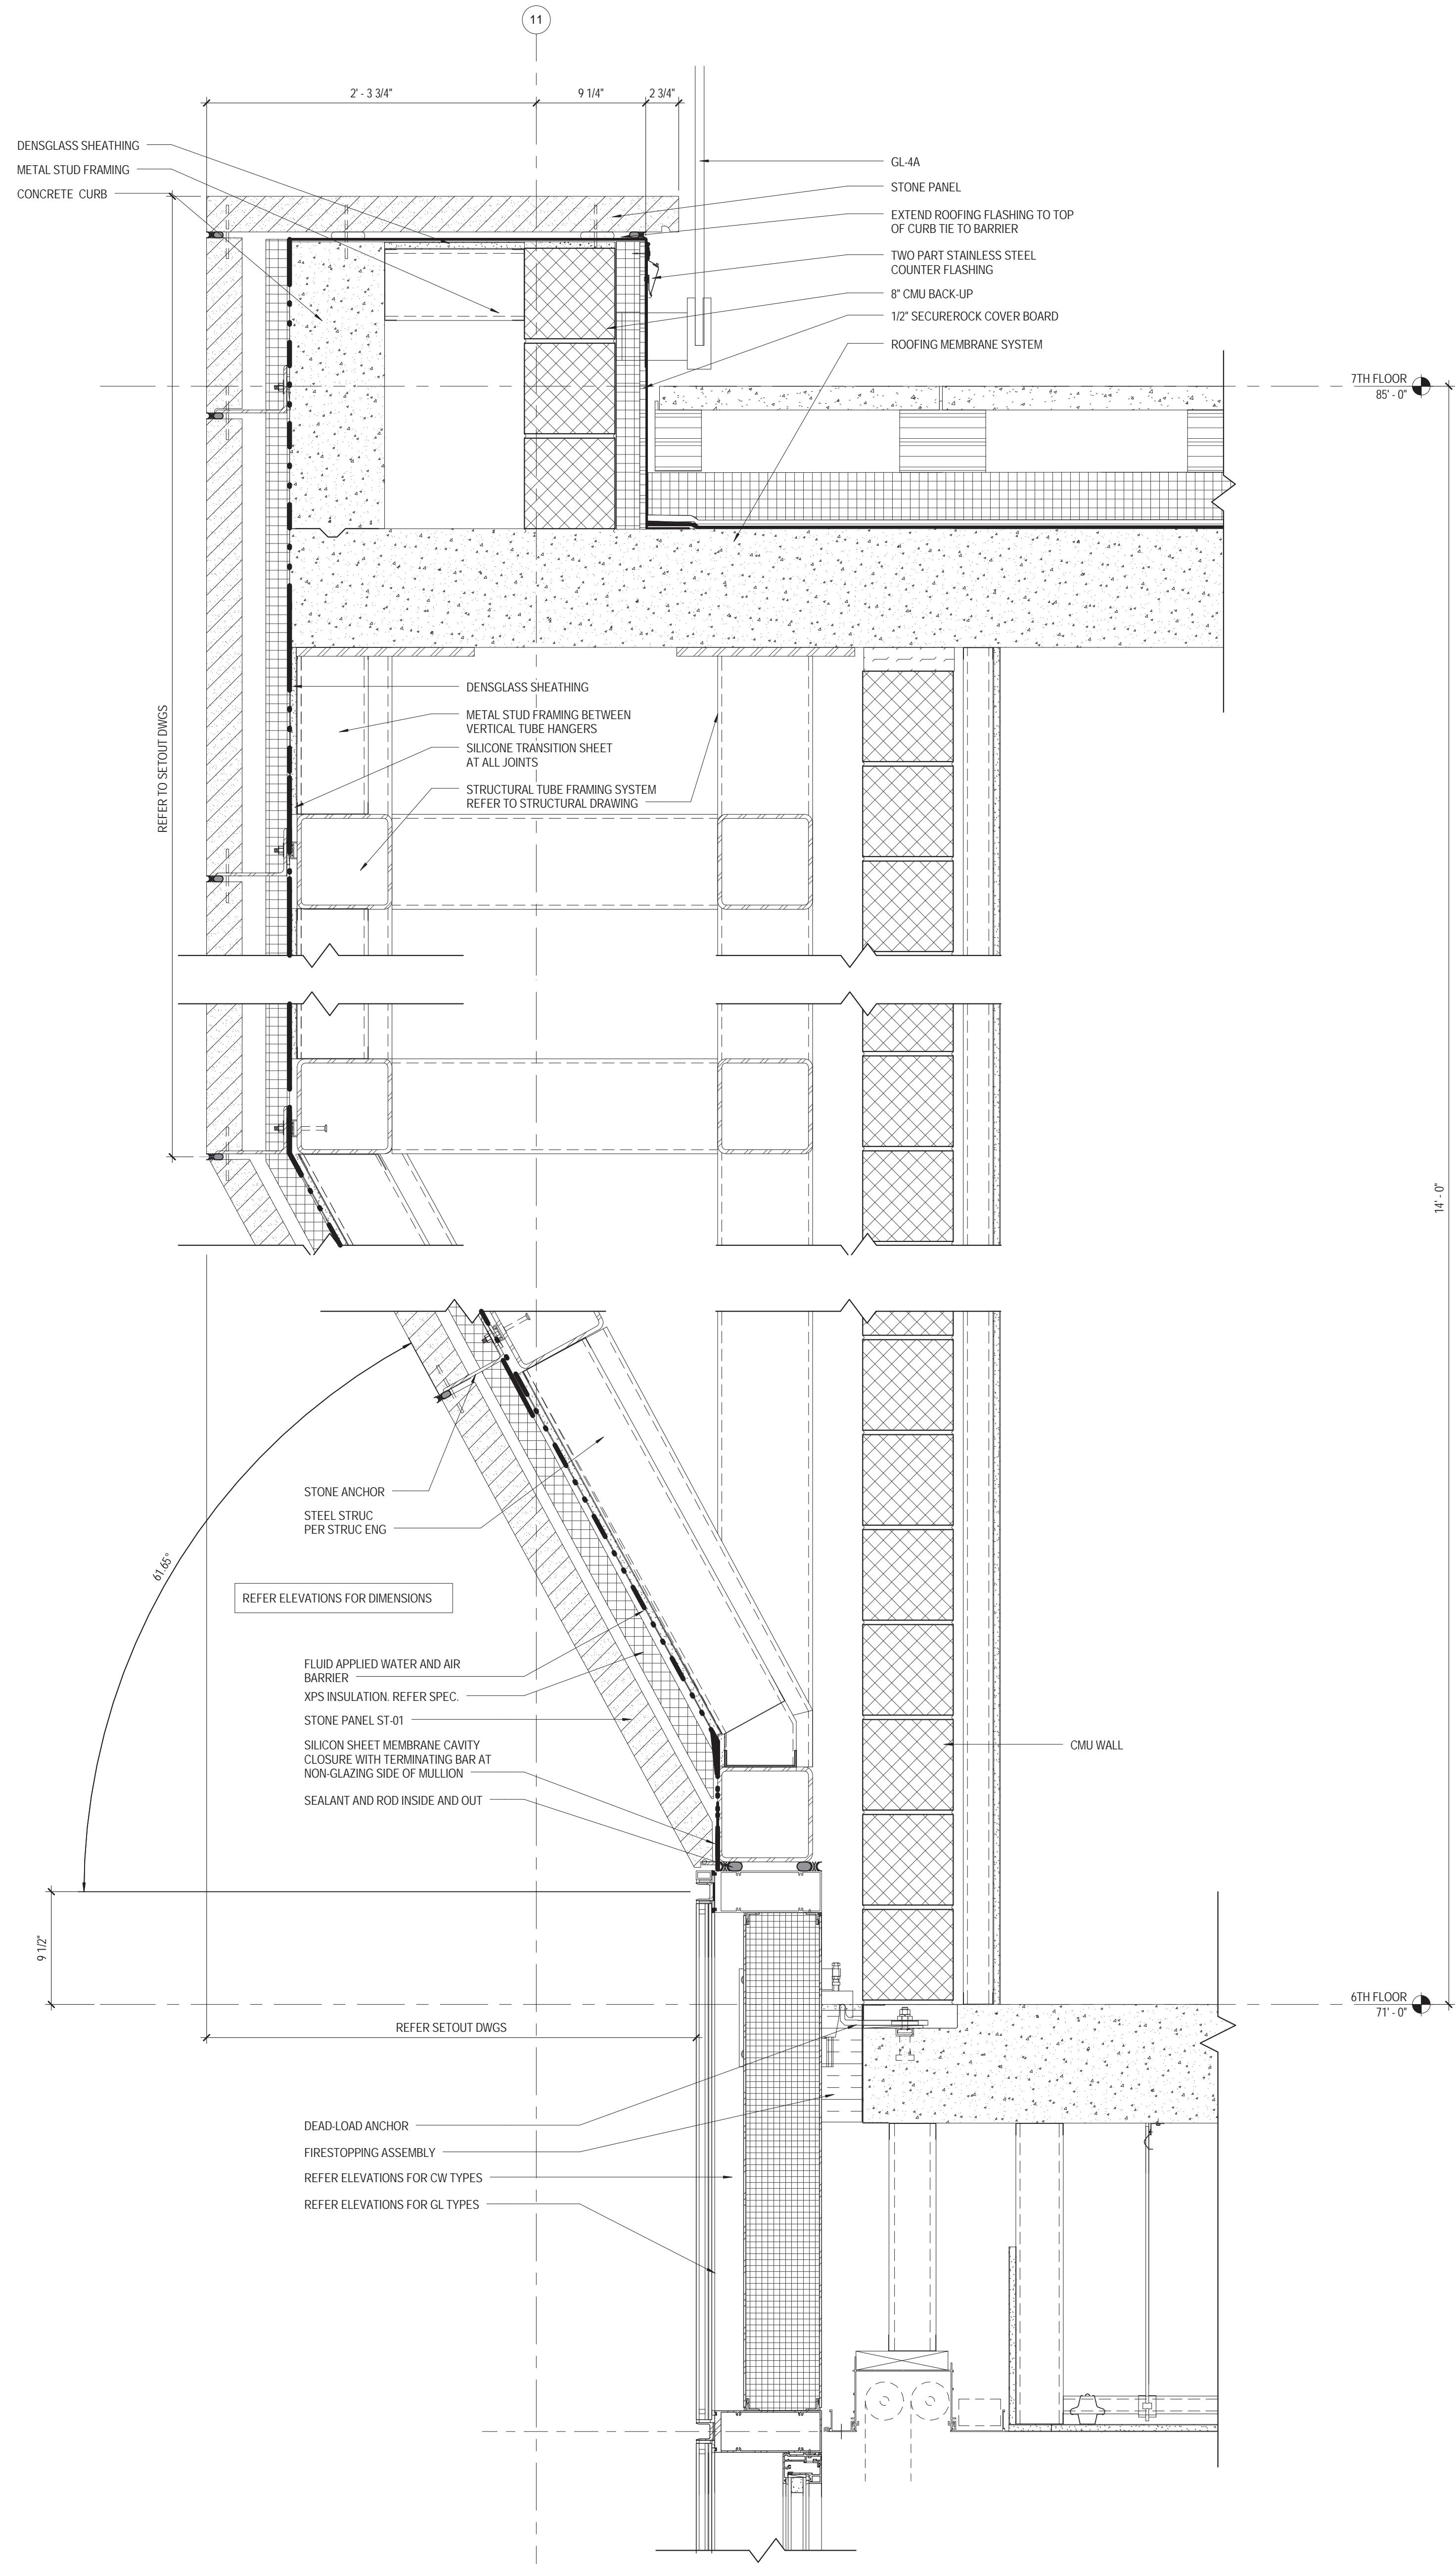 11
2' - 3 3/4"
9 1/4"
2 3/4"
DENSGLASS SHEATHING
METAL STUD FRAMING
CONCRETE CURB
GL-4A
STONE PANEL
EXTEND ROOFING FLASHING TO TOP
OF CURB TIE TO BARRIER
TWO PART STAINLESS STEEL
COUNTER FLASHING
8" CMU BACK-UP
1/2" SECUREROCK COVER BOARD
ROOFING MEMBRANE SYSTEM
7TH FLOOR
85' - 0"
REFER TO SETOUT DWGS
DENSGLASS SHEATHING
METAL STUD FRAMING BETWEEN
VERTICAL TUBE HANGERS
SILICONE TRANSITION SHEET
AT ALL JOINTS
STRUCTURAL TUBE FRAMING SYSTEM
REFER TO STRUCTURAL DRAWING
14' - 0"
61.65°
STONE ANCHOR
STEEL STRUC
PER STRUC ENG
REFER ELEVATIONS FOR DIMENSIONS
FLUID APPLIED WATER AND AIR
BARRIER
XPS INSULATION. REFER SPEC.
STONE PANEL ST-01
SILICON SHEET MEMBRANE CAVITY
CLOSURE WITH TERMINATING BAR AT
NON-GLAZING SIDE OF MULLION
SEALANT AND ROD INSIDE AND OUT
CMU WALL
9 1/2"
6TH FLOOR
71' - 0"
REFER SETOUT DWGS
DEAD-LOAD ANCHOR
FIRESTOPPING ASSEMBLY
REFER ELEVATIONS FOR CW TYPES
REFER ELEVATIONS FOR GL TYPES